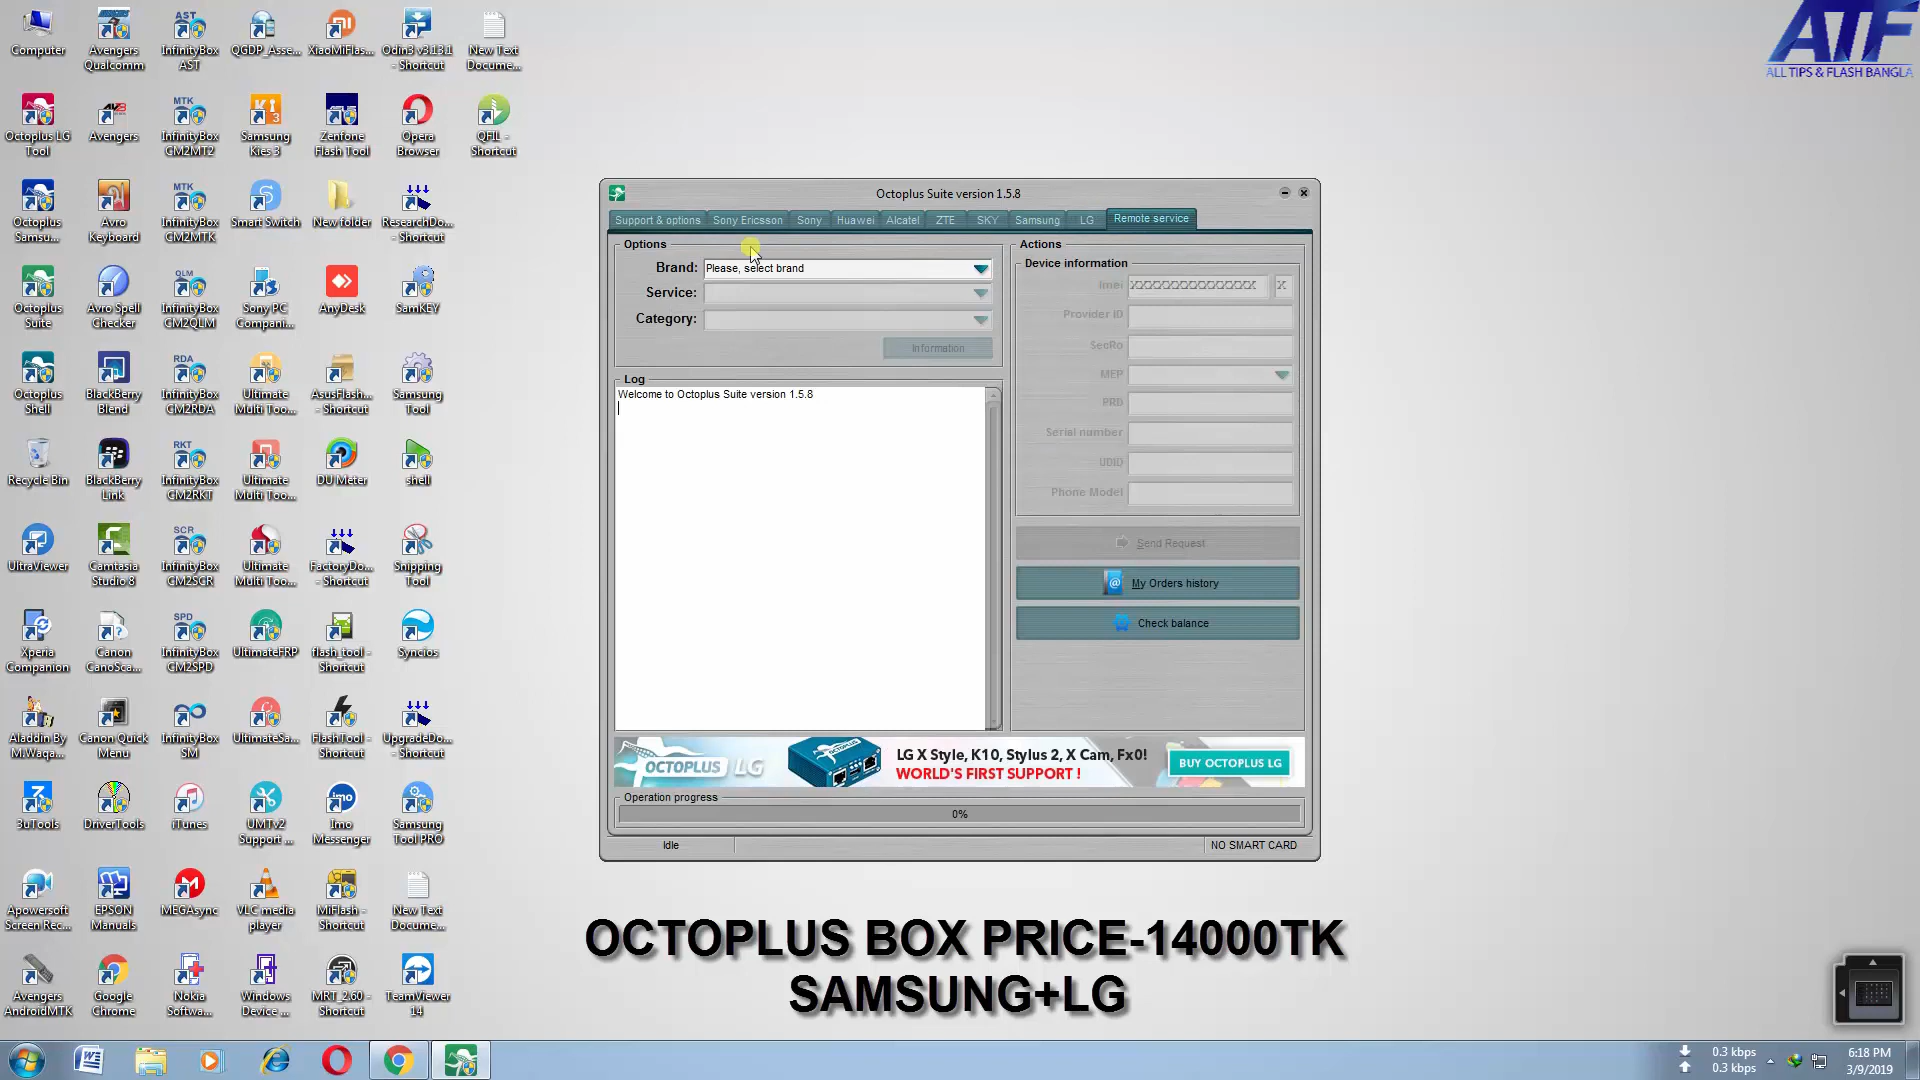 Computer
Avengers
Qualcomm
AST
InfinityBox
AST
QGDP_Asse...
XiaoMiFlas...
Odin3 v3.13.1
- Shortcut
New Text
Docume...
ATF
ALL TIPS & FLASH BANGLA
Octoplus LG
Tool
Avengers
MTK
InfinityBox
CM2MT2
Samsung
Kies 3
Zenfone
Flash Tool
Opera
Browser
QFIL -
Shortcut
Octoplus
Samsu...
Avro
Keyboard
MTK
InfinityBox
CM2MTK
Smart Switch
New folder
ResearchDo...
- Shortcut
Octoplus
Suite
Avro Spell
Checker
QLM
InfinityBox
CM2QLM
Sony PC
Compani...
AnyDesk
SamKEY
Octoplus
Shell
BlackBerry
Blend
RDA
InfinityBox
CM2RDA
Ultimate
Multi Too...
AsusFlash...
- Shortcut
Samsung
Tool
Recycle Bin
BlackBerry
Link
RKT
InfinityBox
CM2RKT
Ultimate
Multi Too...
DU Meter
shell
UltraViewer
Camtasia
Studio 8
SCR
InfinityBox
CM2SCR
Ultimate
Multi Too...
FactoryDo...
- Shortcut
Snipping
Tool
Xperia
Companion
Canon
CanoSca...
SPD
InfinityBox
CM2SPD
UltimateFRP
flash_tool -
Shortcut
Syncios
Aladdin By
M.Waqa...
Canon Quick
Menu
InfinityBox
SM
UltimateSa...
FlashTool -
Shortcut
UpgradeDo...
- Shortcut
3uTools
DriverTools
iTunes
UMTv2
Support ...
imo
Imo
Messenger
Samsung
Tool PRO
Apowersoft
Screen Rec...
EPSON
Manuals
MEGAsync
VLC media
player
MiFlash -
Shortcut
New Text
Docume...
Avengers
AndroidMTK
Google
Chrome
Nokia
Softwa...
Windows
Device ...
MRT_2.60 -
Shortcut
TeamViewer
14
Octoplus Suite version 1.5.8
Support & options Sony Ericsson Sony Huawei Alcatel ZTE SKY Samsung LG Remote service
Options
Brand: Please, select brand
Service:
Category:
Information
Log
Welcome to Octoplus Suite version 1.5.8
Actions
Device information
Imei XXXXXXXXXXXXXX X
Provider ID
SecRo
MEP
PRD
Serial number
UDID
Phone Model
Send Request
My Orders history
Check balance
OCTOPLUS LG
LG X Style, K10, Stylus 2, X Cam, Fx0!
WORLD'S FIRST SUPPORT !
BUY OCTOPLUS LG
Operation progress
0%
Idle
NO SMART CARD
OCTOPLUS BOX PRICE-14000TK
SAMSUNG+LG
0.3 kbps
0.3 kbps
6:18 PM
3/9/2019